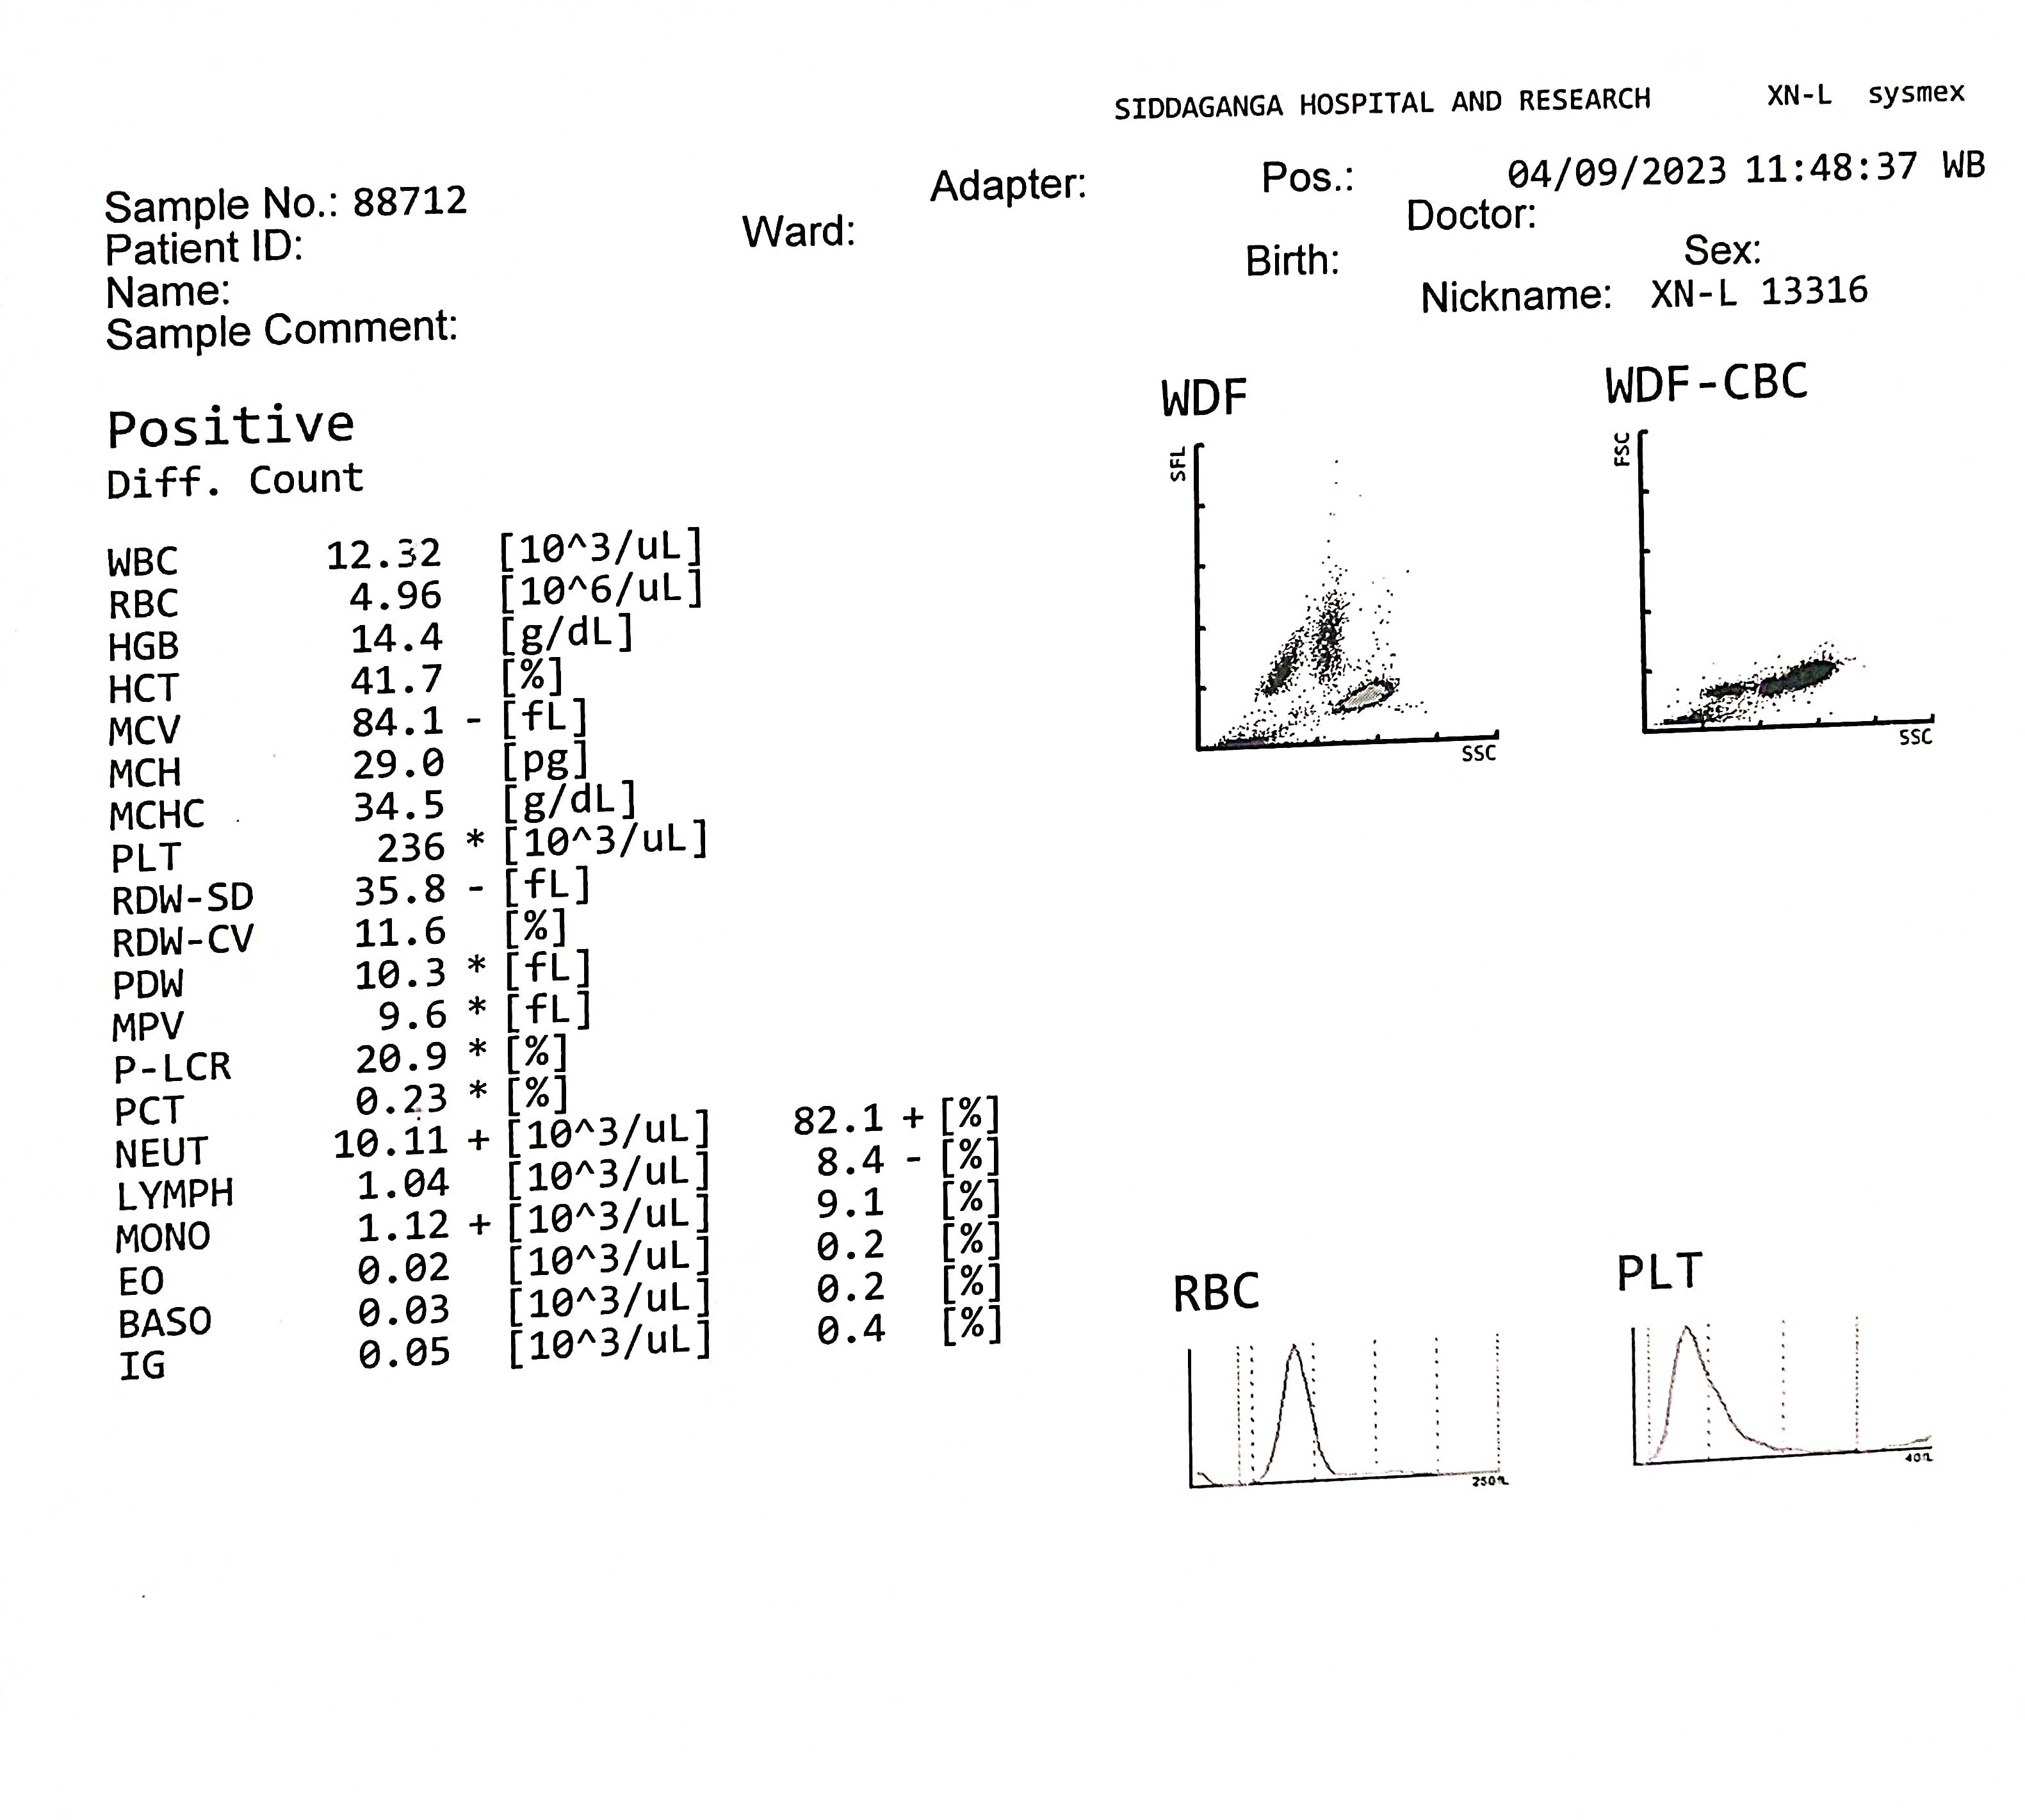 SIDDAGANGA HOSPITAL AND RESEARCH XN-L sysmex
Sample No.: 88712 Adapter: Pos.: 04/09/2023 11:48:37 WB
Patient ID: Ward: Doctor:
Name: Birth: Sex:
Sample Comment: Nickname: XN-L 13316
Positive
Diff. Count
WBC 12.32 [10^3/uL]
RBC 4.96 [10^6/uL]
HGB 14.4 [g/dL]
HCT 41.7 [%]
MCV 84.1 - [fL]
MCH 29.0 [pg]
MCHC 34.5 [g/dL]
PLT 236 * [10^3/uL]
RDW-SD 35.8 - [fL]
RDW-CV 11.6 [%]
PDW 10.3 * [fL]
MPV 9.6 * [fL]
P-LCR 20.9 * [%]
PCT 0.23 * [%]
NEUT 10.11 + [10^3/uL] 82.1 + [%]
LYMPH 1.04 [10^3/uL] 8.4 - [%]
MONO 1.12 + [10^3/uL] 9.1 [%]
EO 0.02 [10^3/uL] 0.2 [%]
BASO 0.03 [10^3/uL] 0.2 [%]
IG 0.05 [10^3/uL] 0.4 [%]
WDF
SFL
SSC
WDF-CBC
FSC
SSC
RBC
PLT